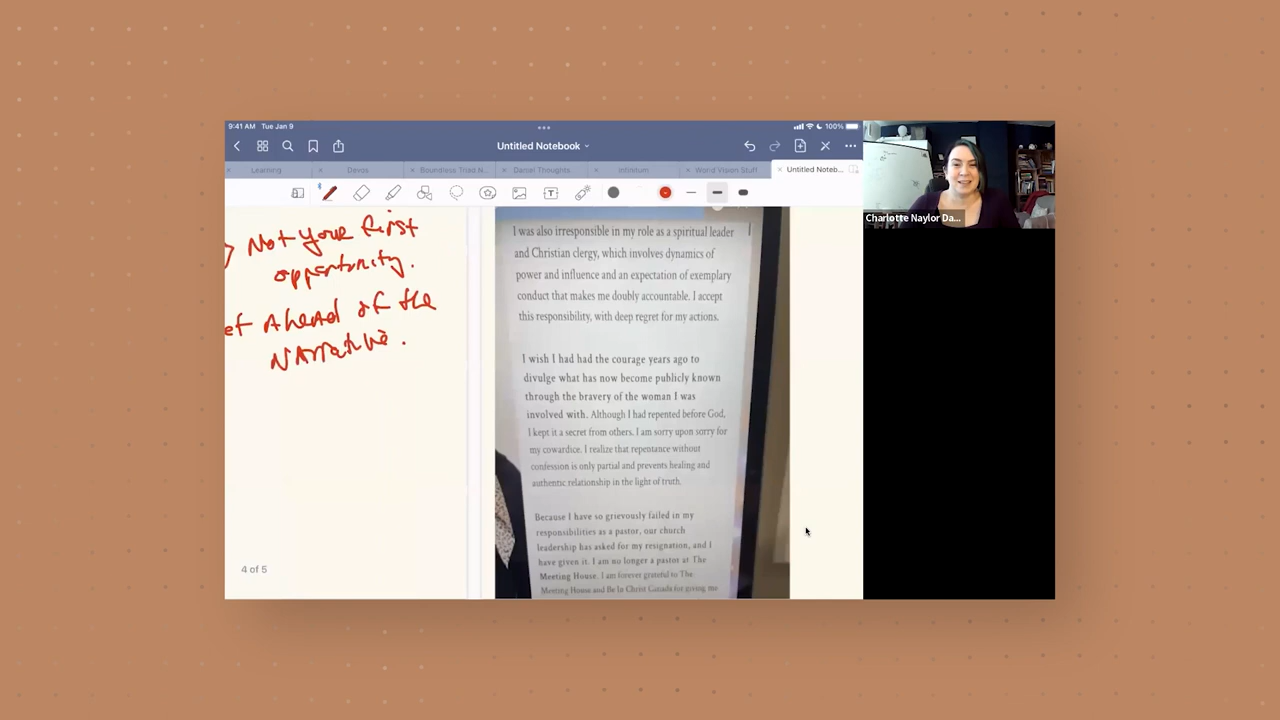 9:41 AM Tue Jan 9
100%
Untitled Notebook
Learning
Davos
Boundless Triad N...
Daniel Thoughts
Infinitum
World Vision Stuff
Untitled Noteb...
Not your first
opportunity.
Ahead of the
Narrative.
4 of 5
I was also irresponsible in my role as a spiritual leader
and Christian clergy, which involves dynamics of
power and influence and an expectation of exemplary
conduct that makes me doubly accountable. I accept
this responsibility, with deep regret for my actions.
I wish I had had the courage years ago to
divulge what has now become publicly known
through the bravery of the woman I was
involved with. Although I had repented before God,
I kept it a secret from others. I am sorry upon sorry for
my cowardice. I realize that repentance without
confession is only partial and prevents healing and
authentic relationship in the light of truth.
Because I have so grievously failed in my
responsibilities as a pastor, our church
leadership has asked for my resignation, and I
have given it. I am no longer a pastor at The
Meeting House. I am forever grateful to The
Meeting House and Be In Christ Canada for giving me
Charlotte Naylor Da...